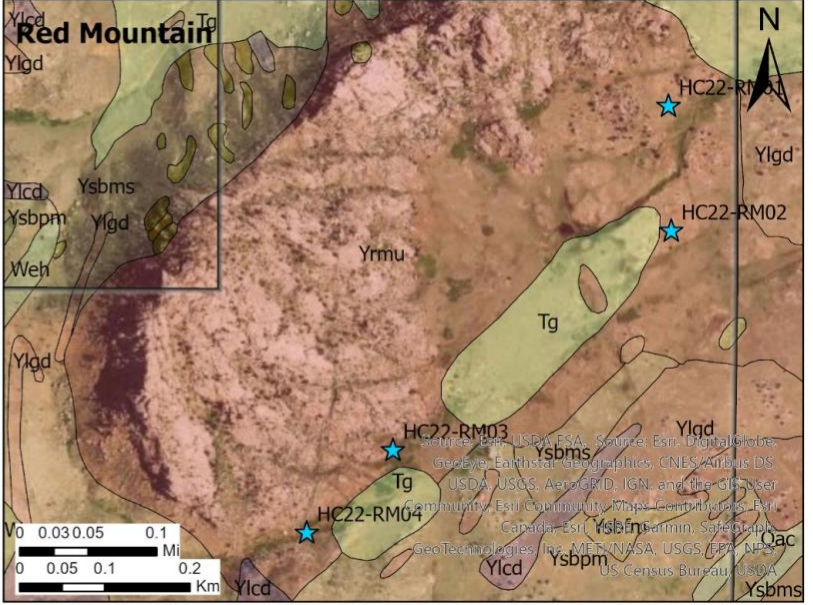 Ylcd
Tg
N
Red Mountain
Ylgd
HC22-RM01
Ylgd
Ylcd
Ysbms
Ysbpm
Ylgd
HC22-RM02
Yrmu
Weh
Tg
Ylgd
HC22-RM03
Ylgd
Source: Esri, USDA FSA, Source: Esri, DigitalGlobe,
Ysbms
GeoEye, Earthstar Geographics, CNES/Airbus DS,
Tg
USDA, USGS, AeroGRID, IGN, and the GIS User
Community, Esri Community Maps Contributors, Esri
HC22-RM04
Canada, Esri, HERE, Garmin, SafeGraph,
Qac
GeoTechnologies, Inc, METI/NASA, USGS, EPA, NPS,
Ysbpm
Ylcd
US Census Bureau, USDA
0 0.03 0.05 0.1
Mi
0 0.05 0.1 0.2
Km
Ylcd
Ysbms